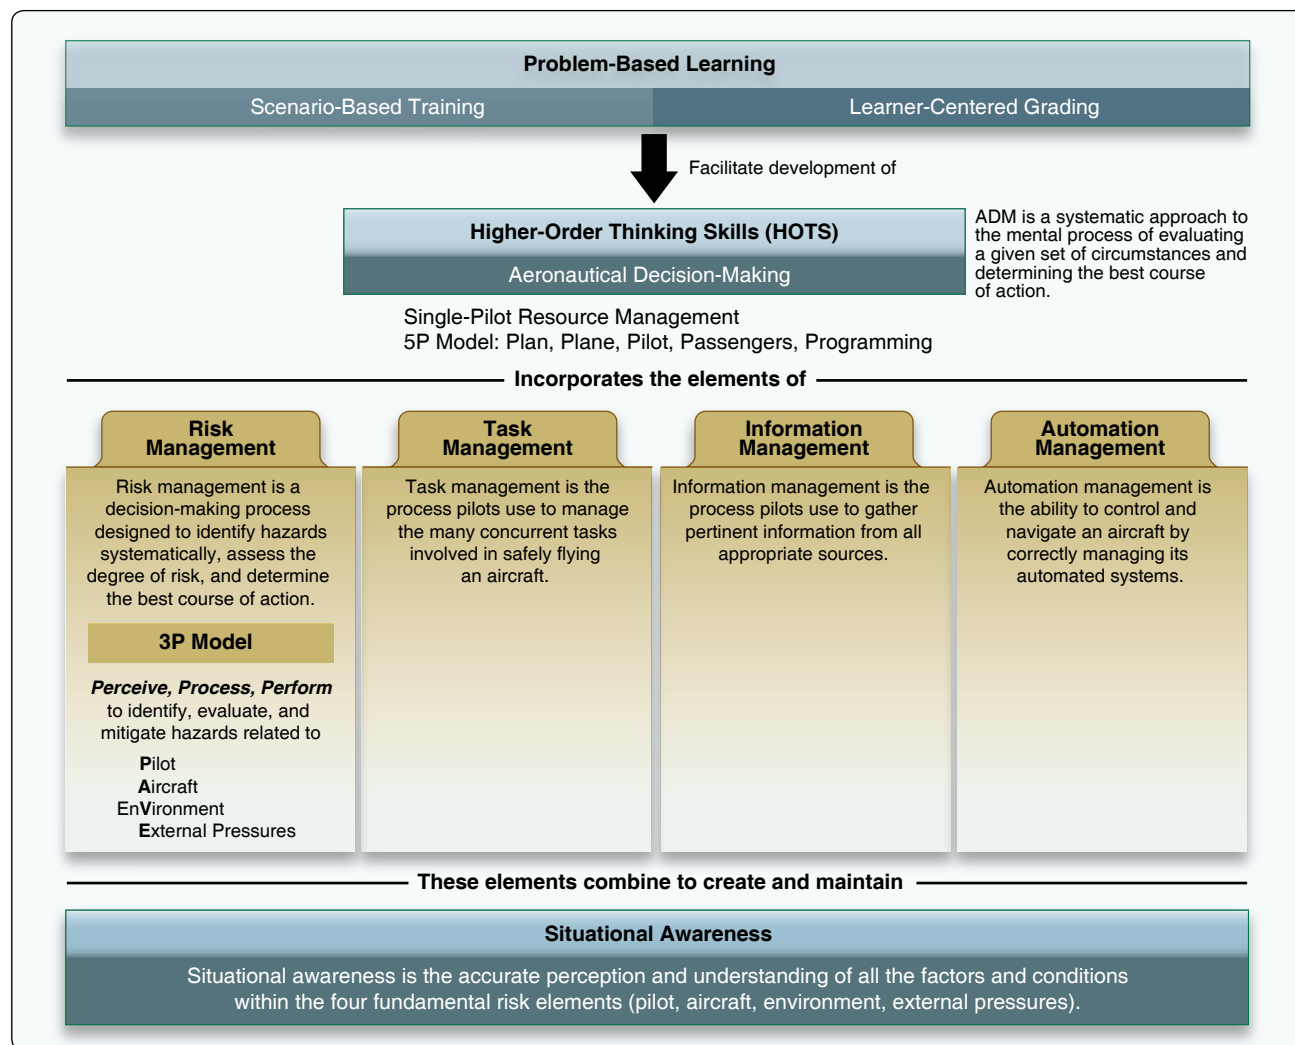 Problem-Based Learning
Scenario-Based Training
Learner-Centered Grading
Facilitate development of
Higher-Order Thinking Skills (HOTS)
Aeronautical Decision-Making
ADM is a systematic approach to
the mental process of evaluating
a given set of circumstances and
determining the best course
of action.
Single-Pilot Resource Management
5P Model: Plan, Plane, Pilot, Passengers, Programming
Incorporates the elements of
Risk
Management
Risk management is a
decision-making process
designed to identify hazards
systematically, assess the
degree of risk, and determine
the best course of action.
3P Model
Perceive, Process, Perform
to identify, evaluate, and
mitigate hazards related to
Pilot
Aircraft
EnVironment
External Pressures
Task
Management
Task management is the
process pilots use to manage
the many concurrent tasks
involved in safely flying
an aircraft.
Information
Management
Information management is the
process pilots use to gather
pertinent information from all
appropriate sources.
Automation
Management
Automation management is
the ability to control and
navigate an aircraft by
correctly managing its
automated systems.
These elements combine to create and maintain
Situational Awareness
Situational awareness is the accurate perception and understanding of all the factors and conditions
within the four fundamental risk elements (pilot, aircraft, environment, external pressures).